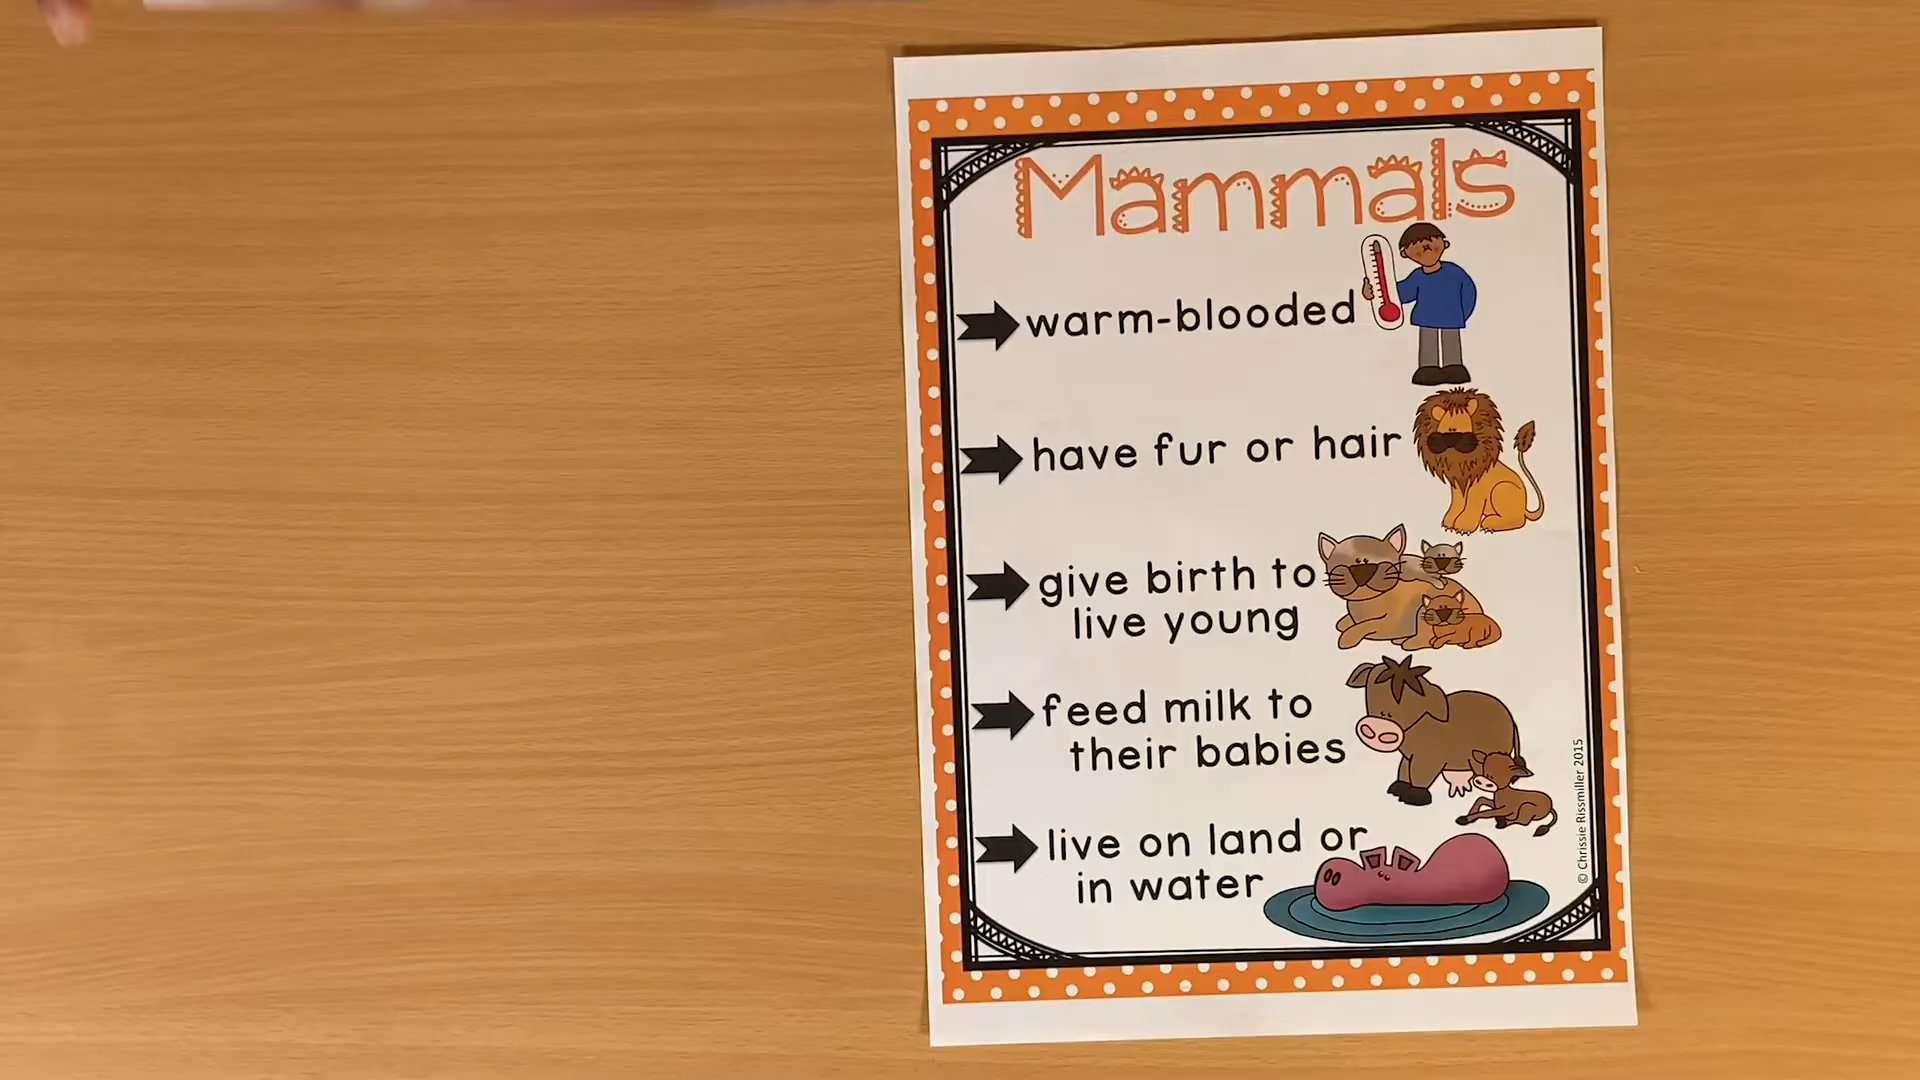 Mammals
warm-blooded
have fur or hair
give birth to
live young
feed milk to
their babies
live on land or
in water
© Chrissie Rissmiller 2015